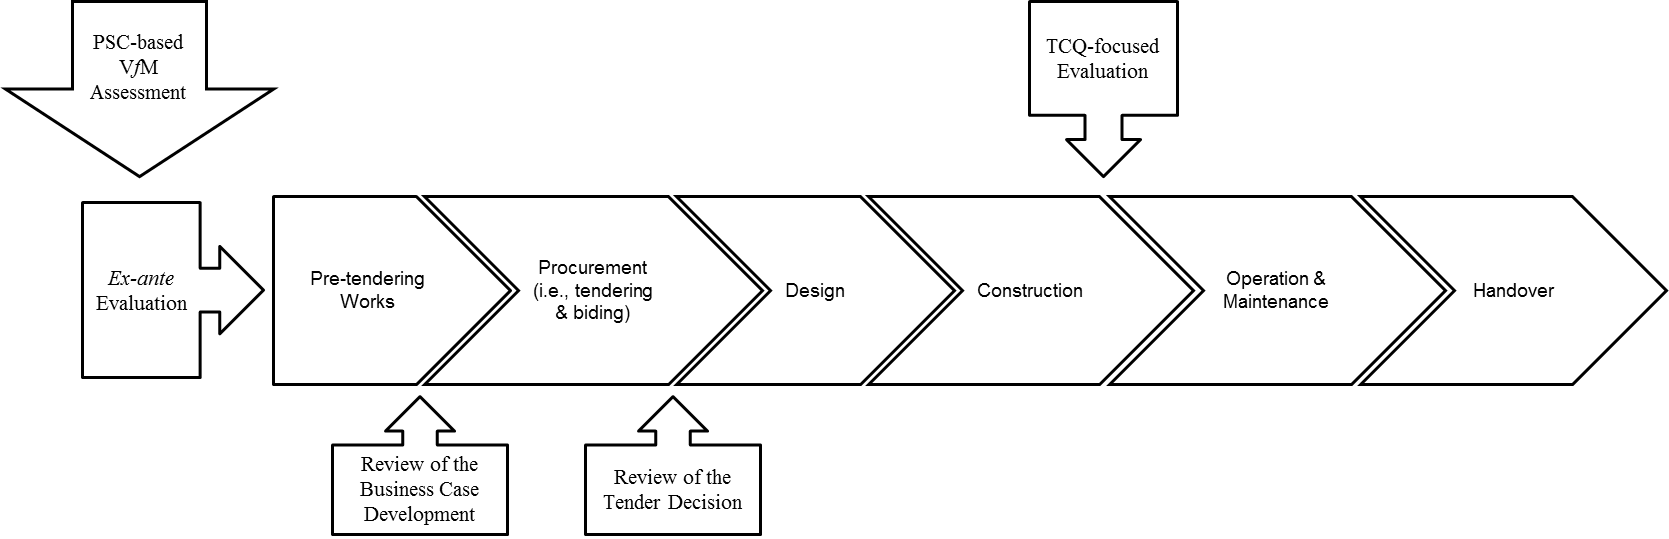 PSC-based
VfM
Assessment
TCQ-focused
Evaluation
Ex-ante
Evaluation
Pre-tendering
Works
Procurement
(i.e., tendering
& biding)
Design
Construction
Operation &
Maintenance
Handover
Review of the
Business Case
Development
Review of the
Tender Decision